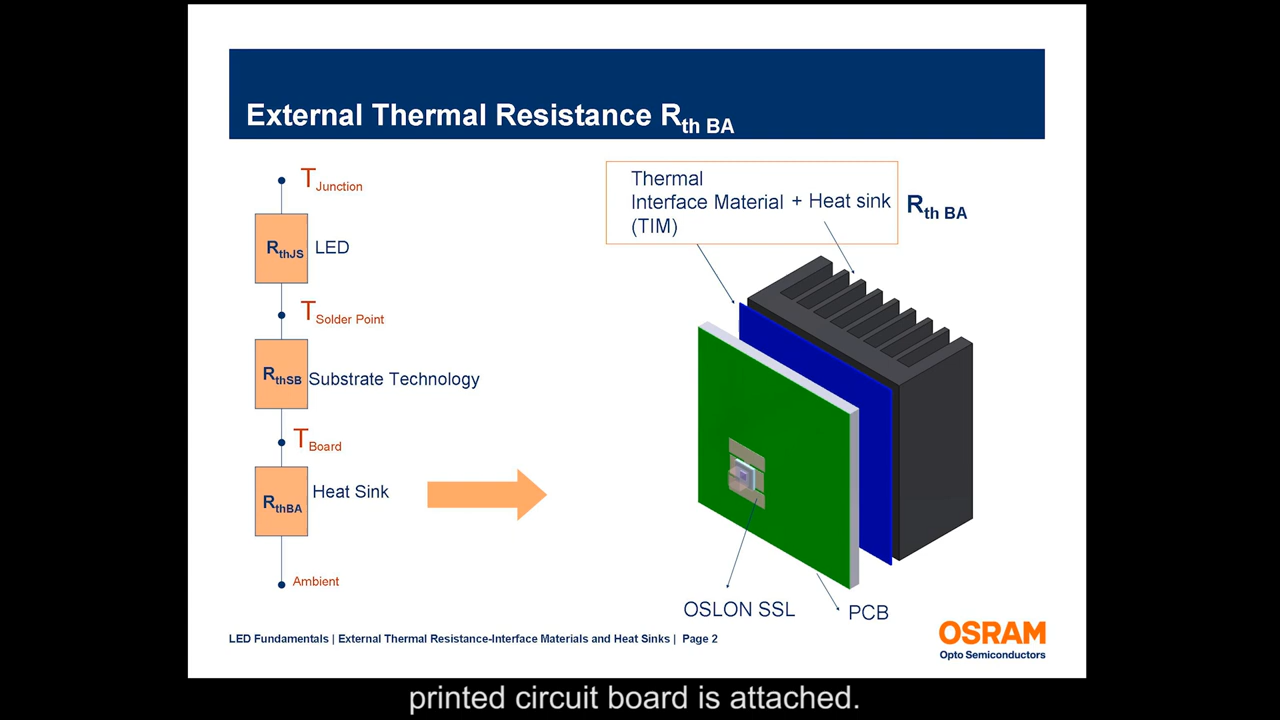 External Thermal Resistance Rth BA
TJunction
RthJS LED
TSolder Point
RthSB Substrate Technology
TBoard
RthBA Heat Sink
Ambient
Thermal
Interface Material + Heat sink
(TIM)
Rth BA
OSLON SSL
PCB
LED Fundamentals | External Thermal Resistance-Interface Materials and Heat Sinks | Page 2
OSRAM
Opto Semiconductors
printed circuit board is attached.